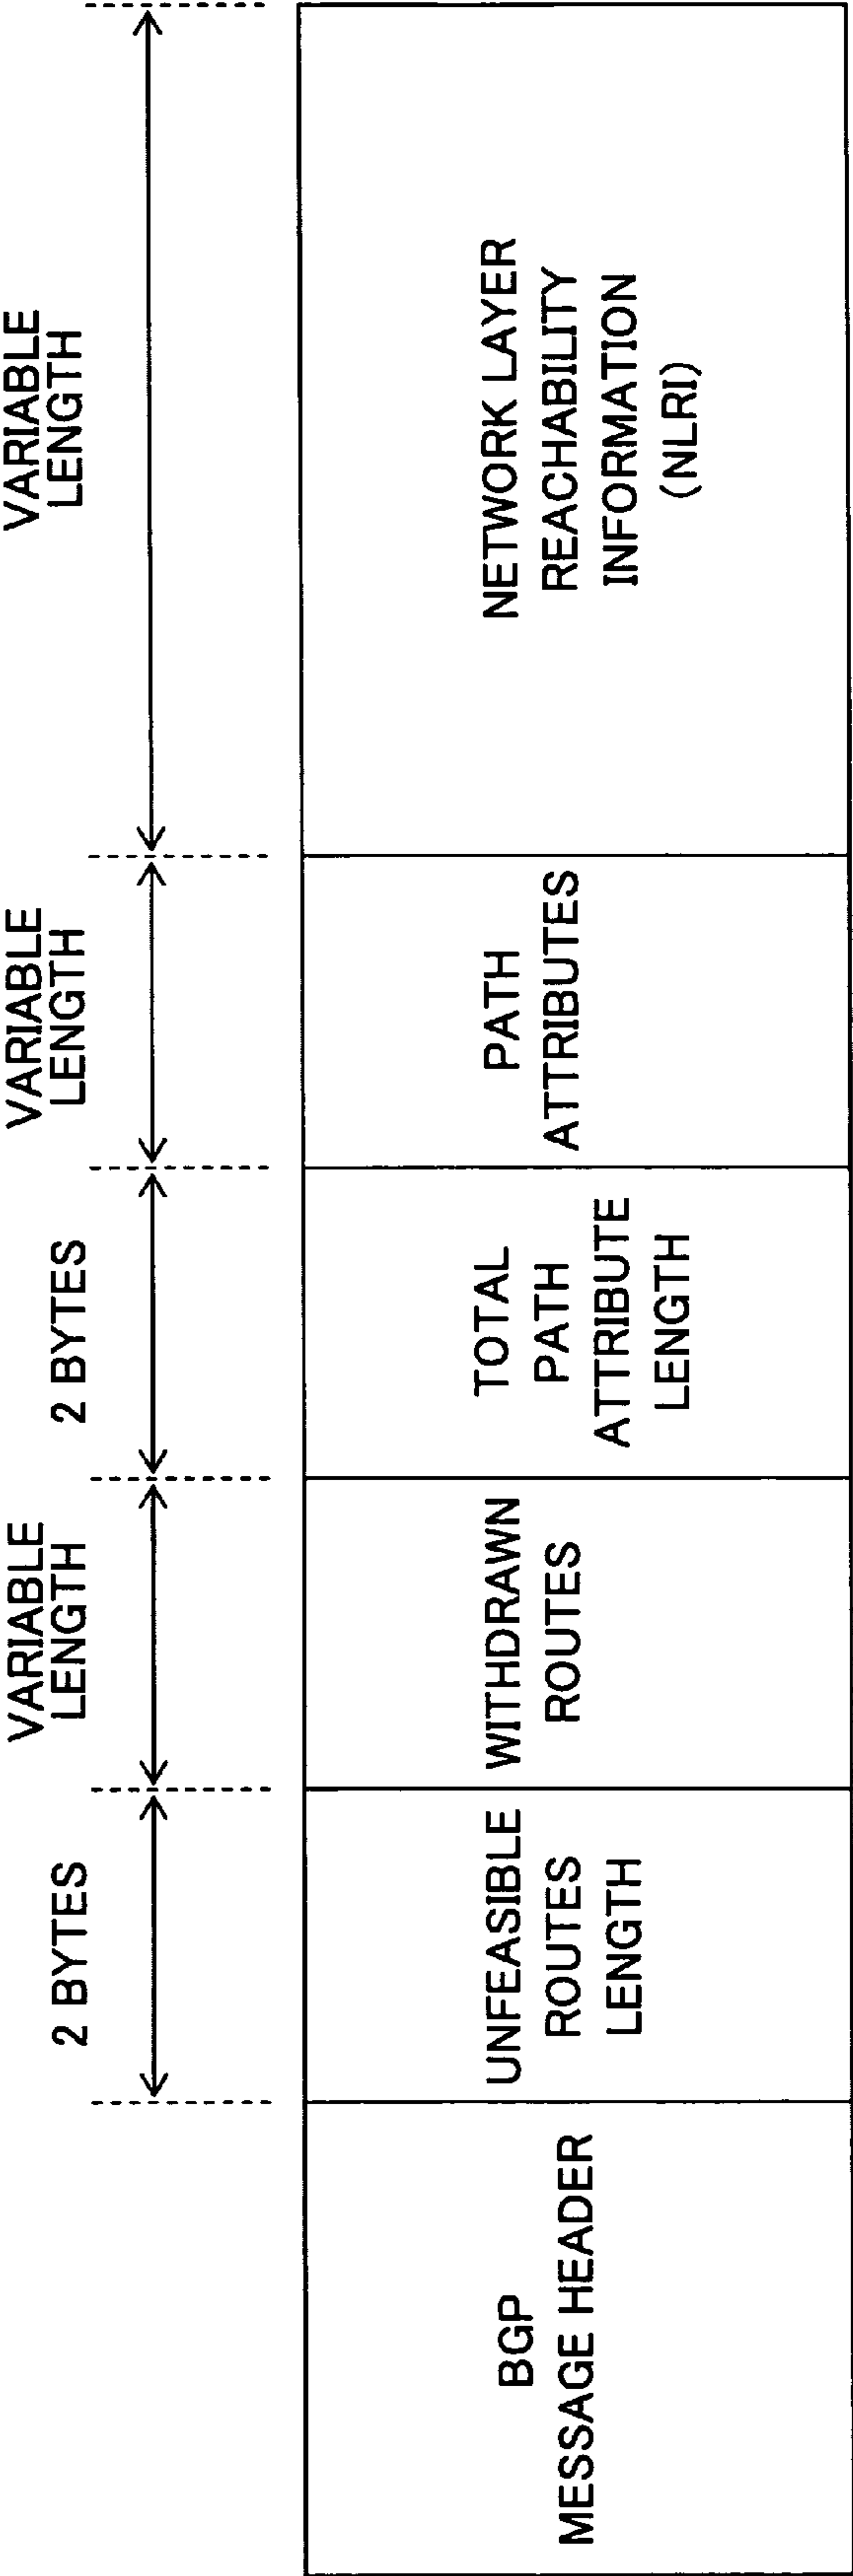 2 BYTES
VARIABLE
LENGTH
2 BYTES
VARIABLE
LENGTH
VARIABLE
LENGTH
BGP
MESSAGE HEADER
UNFEASIBLE
ROUTES
LENGTH
WITHDRAWN
ROUTES
TOTAL
PATH
ATTRIBUTE
LENGTH
PATH
ATTRIBUTES
NETWORK LAYER
REACHABILITY
INFORMATION
(NLRI)